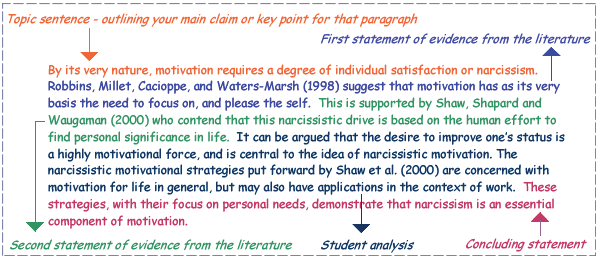 Topic sentence - outlining your main claim or key point for that paragraph
First statement of evidence from the literature
By its very nature, motivation requires a degree of individual satisfaction or narcissism.
Robbins, Millet, Cacioppe, and Waters-Marsh (1998) suggest that motivation has as its very
basis the need to focus on, and please the self. This is supported by Shaw, Shapard and
Waugaman (2000) who contend that this narcissistic drive is based on the human effort to
find personal significance in life. It can be argued that the desire to improve one's status is
a highly motivational force, and is central to the idea of narcissistic motivation. The
narcissistic motivational strategies put forward by Shaw et al. (2000) are concerned with
motivation for life in general, but may also have applications in the context of work. These
strategies, with their focus on personal needs, demonstrate that narcissism is an essential
component of motivation.
Second statement of evidence from the literature
Student analysis
Concluding statement